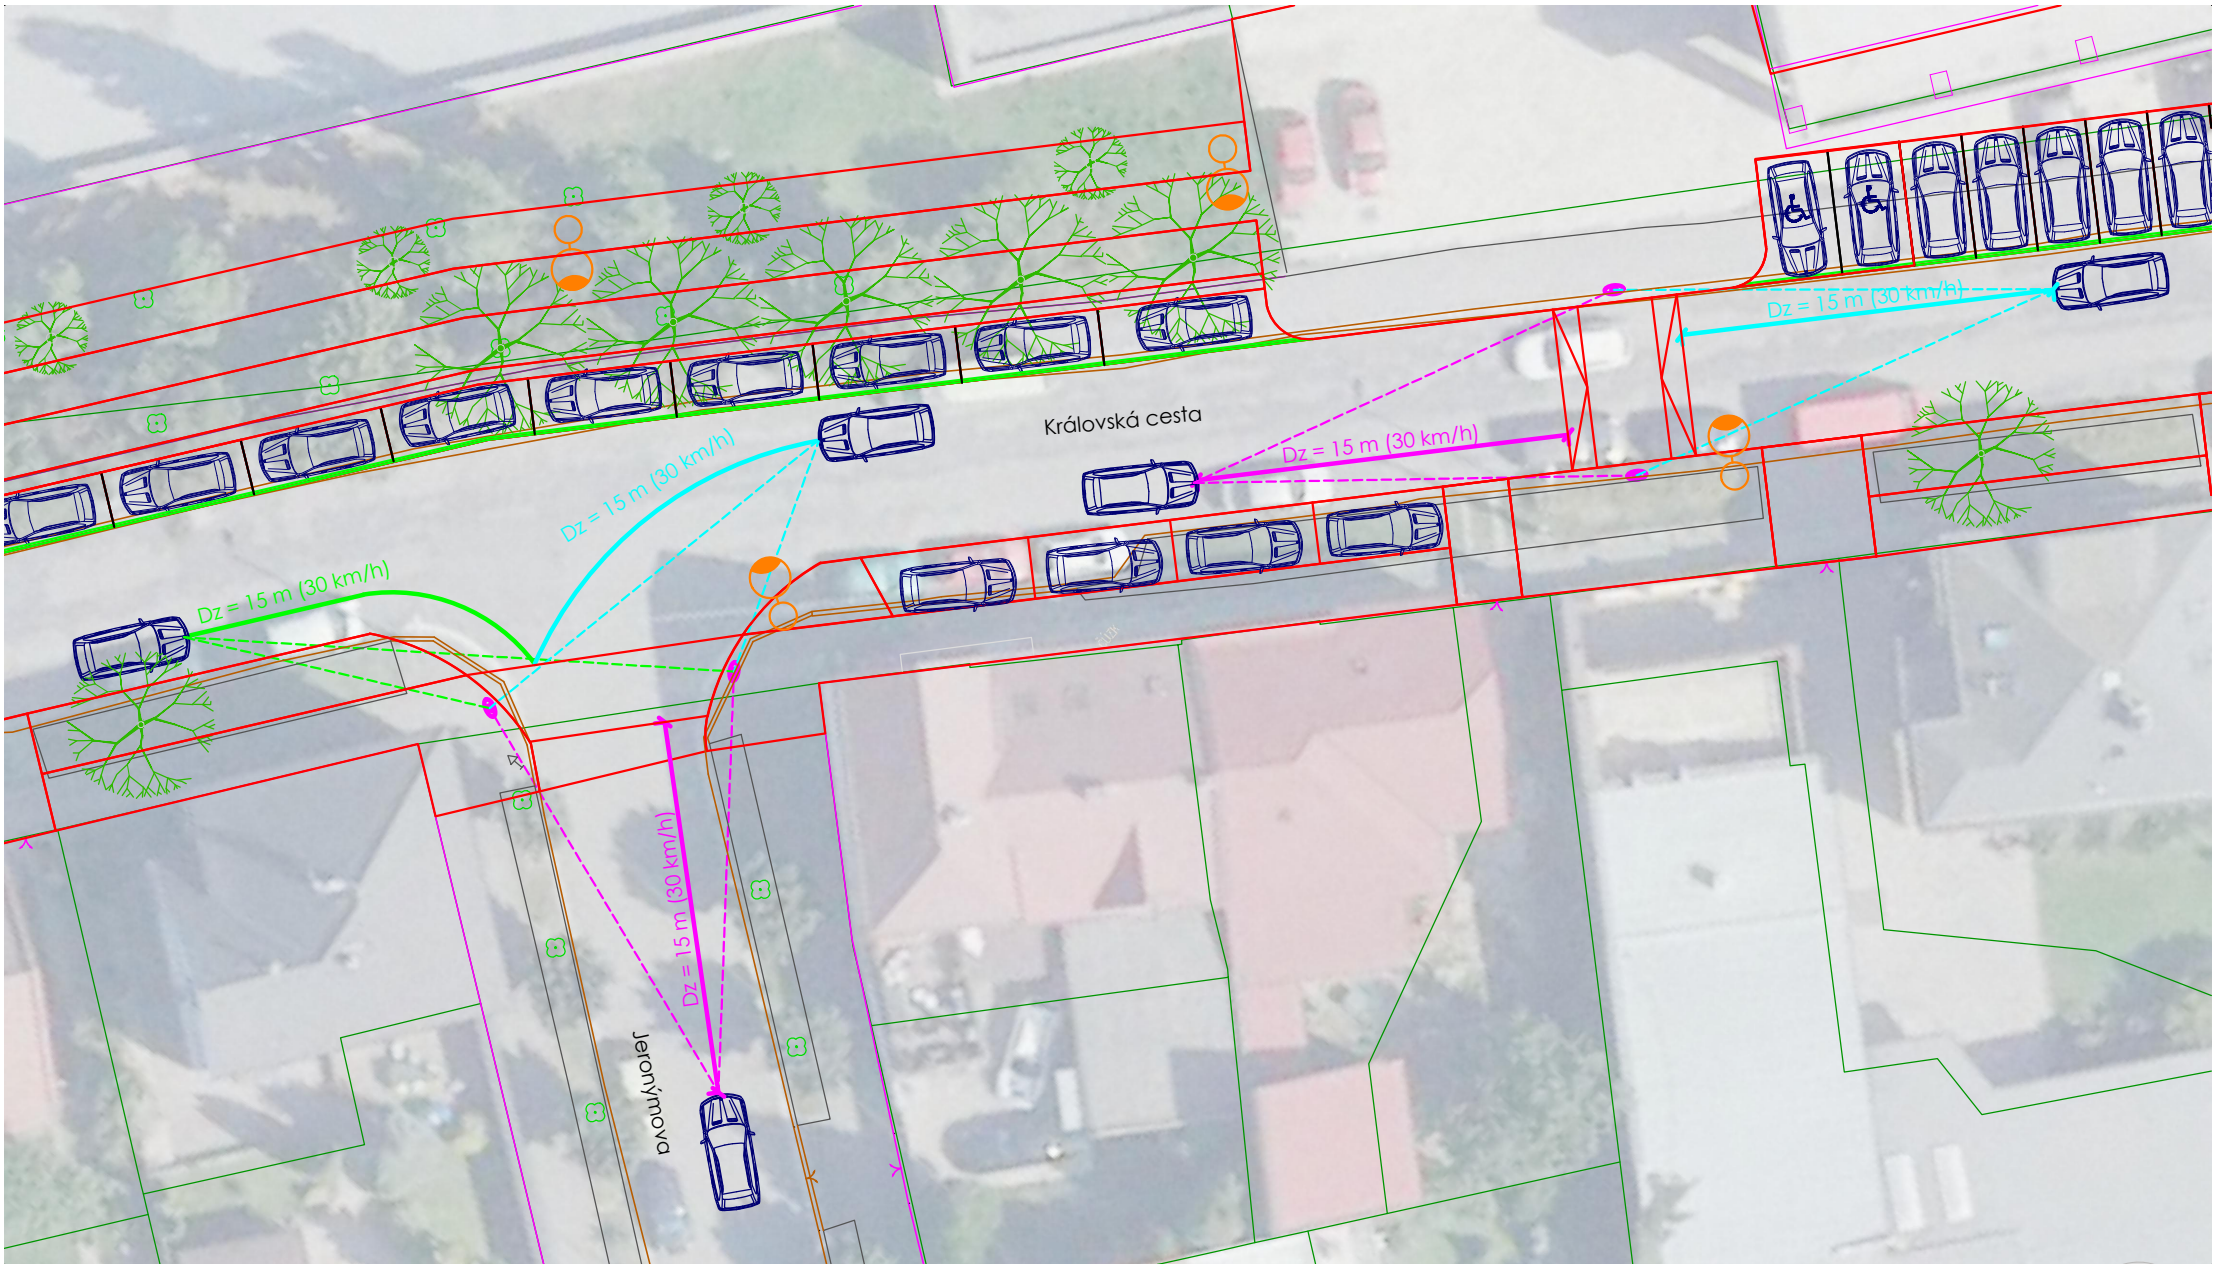 Dz = 15 m (30 km/h)
Královská cesta
Dz = 15 m (30 km/h)
Dz = 15 m (30 km/h)
Dz = 15 m (30 km/h)
Dz = 15 m (30 km/h)
Jeronýmova